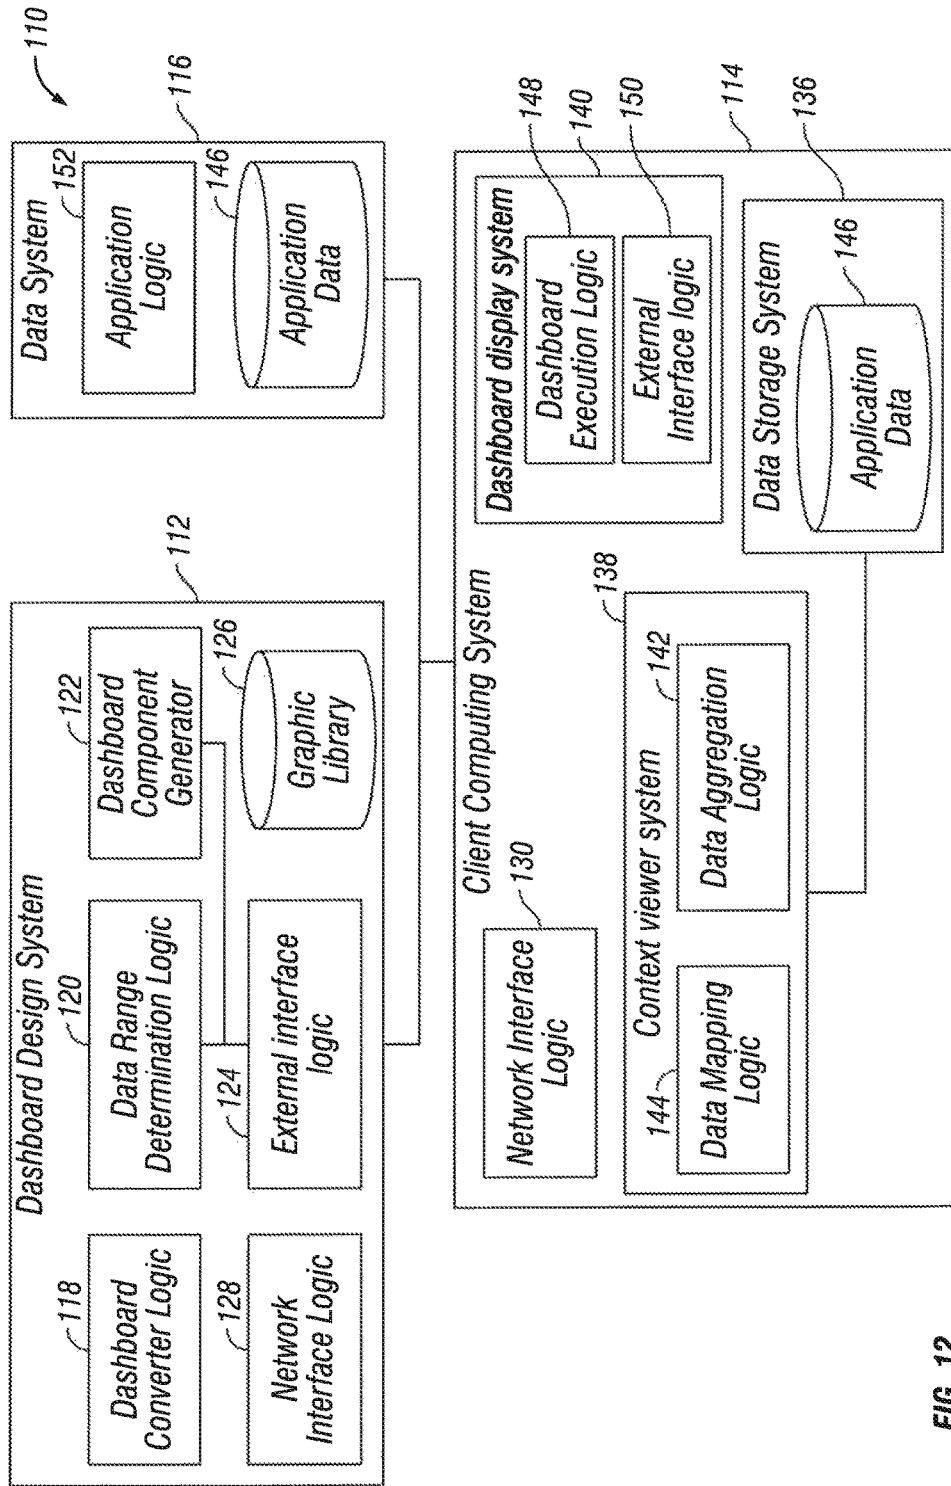 110
Dashboard Design System
112
118
Dashboard
Converter Logic
120
Data Range
Determination Logic
122
Dashboard
Component
Generator
128
Network
Interface Logic
124
External interface
logic
126
Graphic
Library
Data System
116
152
Application
Logic
146
Application
Data
Client Computing System
114
130
Network Interface
Logic
Dashboard display system
140
148
Dashboard
Execution Logic
150
External
Interface logic
Context viewer system
138
144
Data Mapping
Logic
142
Data Aggregation
Logic
Data Storage System
136
146
Application
Data
FIG. 12